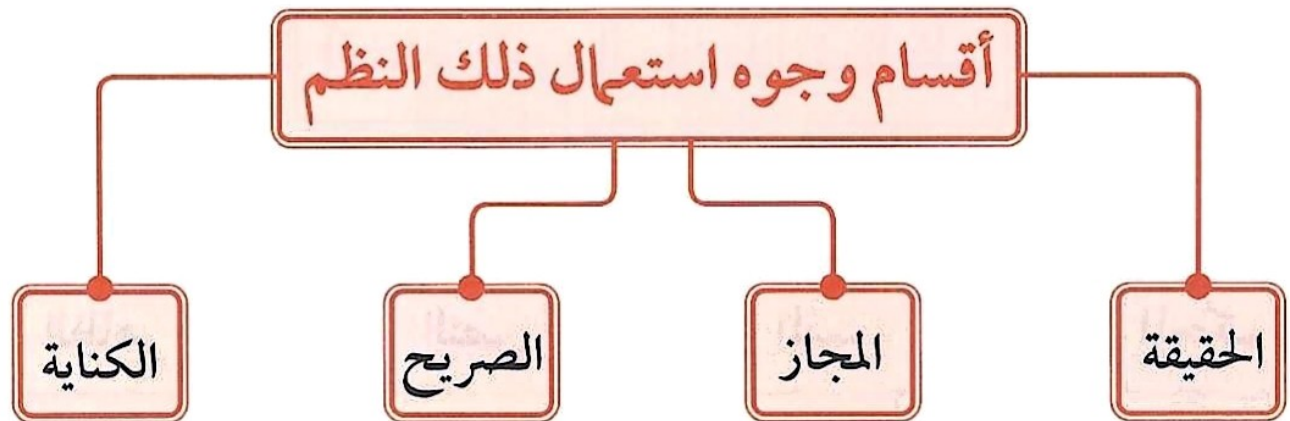 أقسام وجوه استعمال ذلك النظم
الحقيقة
المجاز
الصريح
الكناية